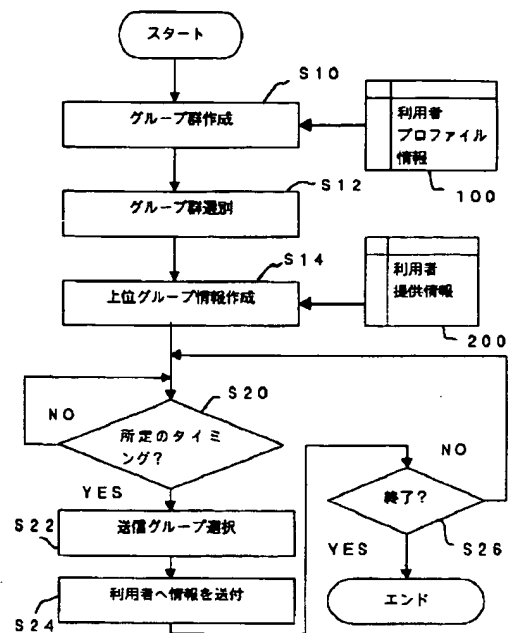 スタート
S10
グループ群作成
利用者
プロファイル
情報
100
S12
グループ群選別
S14
上位グループ情報作成
利用者
提供情報
200
S20
NO
所定のタイミ
ング?
YES
NO
終了?
S22
送信グループ選択
YES
S26
S24
利用者へ情報を送付
エンド